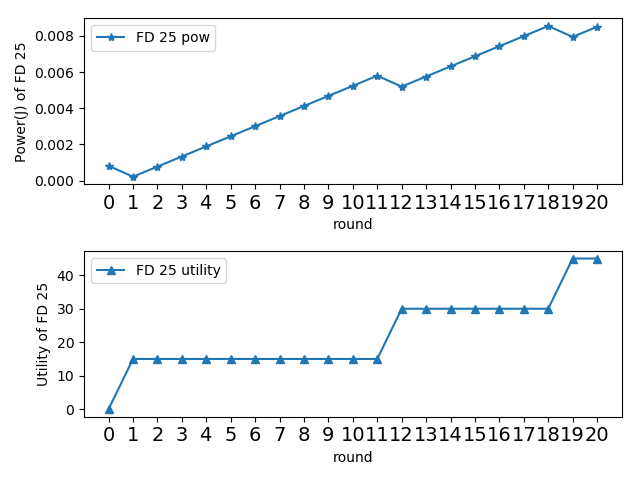 FD 25 pow
Power(J) of FD 25
0.008
0.006
0.004
0.002
0.000
0 1 2 3 4 5 6 7 8 9 10 11 12 13 14 15 16 17 18 19 20
round
FD 25 utility
Utility of FD 25
40
30
20
10
0
0 1 2 3 4 5 6 7 8 9 10 11 12 13 14 15 16 17 18 19 20
round